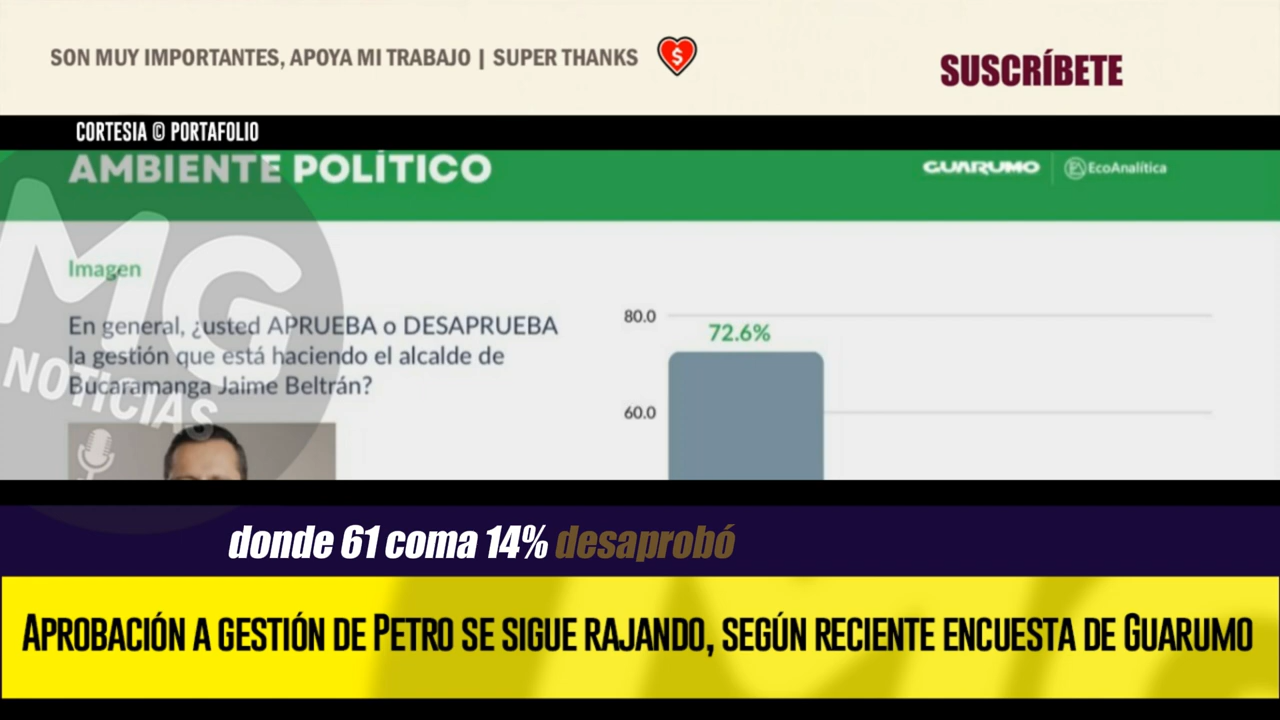 SON MUY IMPORTANTES, APOYA MI TRABAJO | SUPER THANKS
$
SUSCRÍBETE
CORTESIA © PORTAFOLIO
AMBIENTE POLÍTICO
GUARUMO
EcoAnalítica
MG
NOTICIAS
Imagen
En general, ¿usted APRUEBA o DESAPRUEBA
la gestión que está haciendo el alcalde de
Bucaramanga Jaime Beltrán?
80.0
72.6%
60.0
donde 61 coma 14% desaprobó
APROBACIÓN A GESTIÓN DE PETRO SE SIGUE RAJANDO, SEGÚN RECIENTE ENCUESTA DE GUARUMO